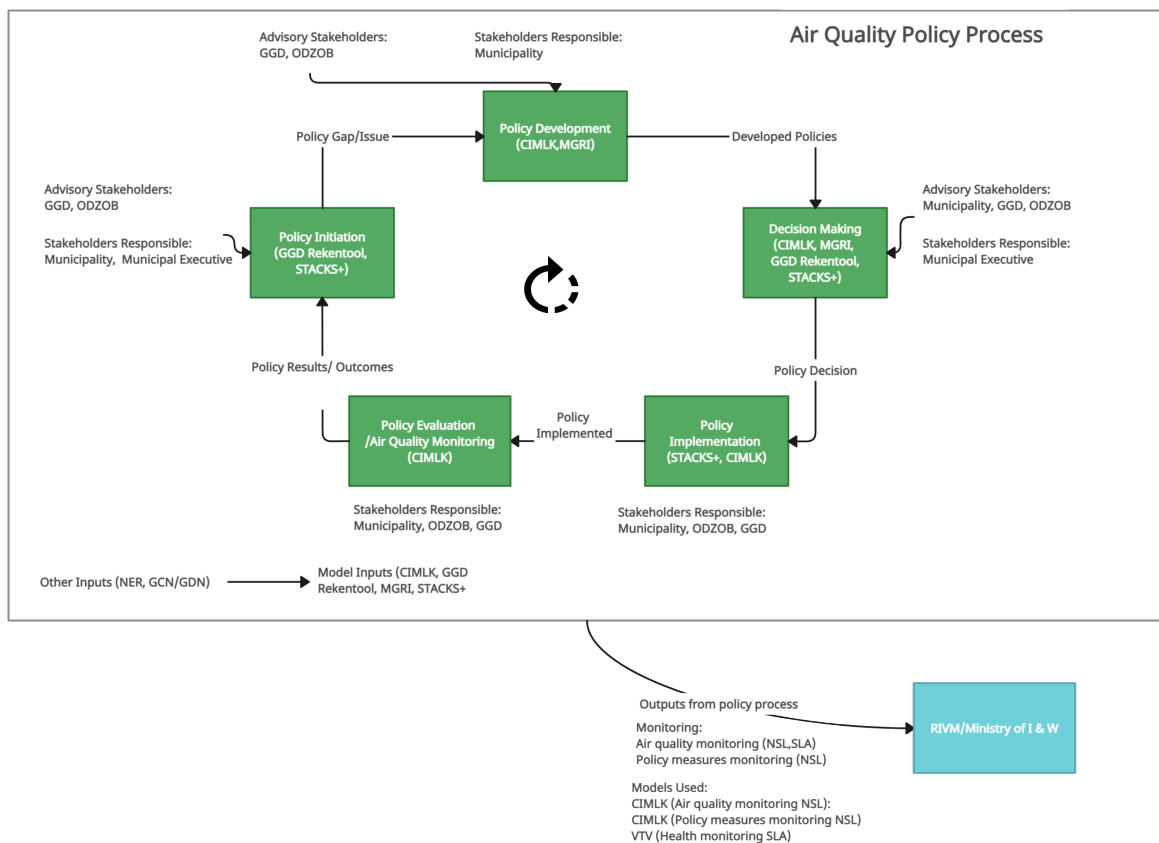 Air Quality Policy Process
Advisory Stakeholders:
GGD, ODZOB
Stakeholders Responsible:
Municipality
Policy Gap/Issue
Policy Development
(CIMLK,MGRI)
Developed Policies
Advisory Stakeholders:
GGD, ODZOB
Stakeholders Responsible:
Municipality, Municipal Executive
Policy Initiation
(GGD Rekentool,
STACKS+)
Decision Making
(CIMLK, MGRI,
GGD Rekentool,
STACKS+)
Advisory Stakeholders:
Municipality, GGD, ODZOB
Stakeholders Responsible:
Municipal Executive
Policy Results/ Outcomes
Policy Decision
Policy Evaluation
/Air Quality Monitoring
(CIMLK)
Policy
Implemented
Policy
Implementation
(STACKS+, CIMLK)
Stakeholders Responsible:
Municipality, ODZOB, GGD
Stakeholders Responsible:
Municipality, ODZOB, GGD
Other Inputs (NER, GCN/GDN)
Model Inputs (CIMLK, GGD
Rekentool, MGRI, STACKS+
Outputs from policy process
Monitoring:
Air quality monitoring (NSL,SLA)
Policy measures monitoring (NSL)
Models Used:
CIMLK (Air quality monitoring NSL):
CIMLK (Policy measures monitoring NSL)
VTV (Health monitoring SLA)
RIVM/Ministry of I & W